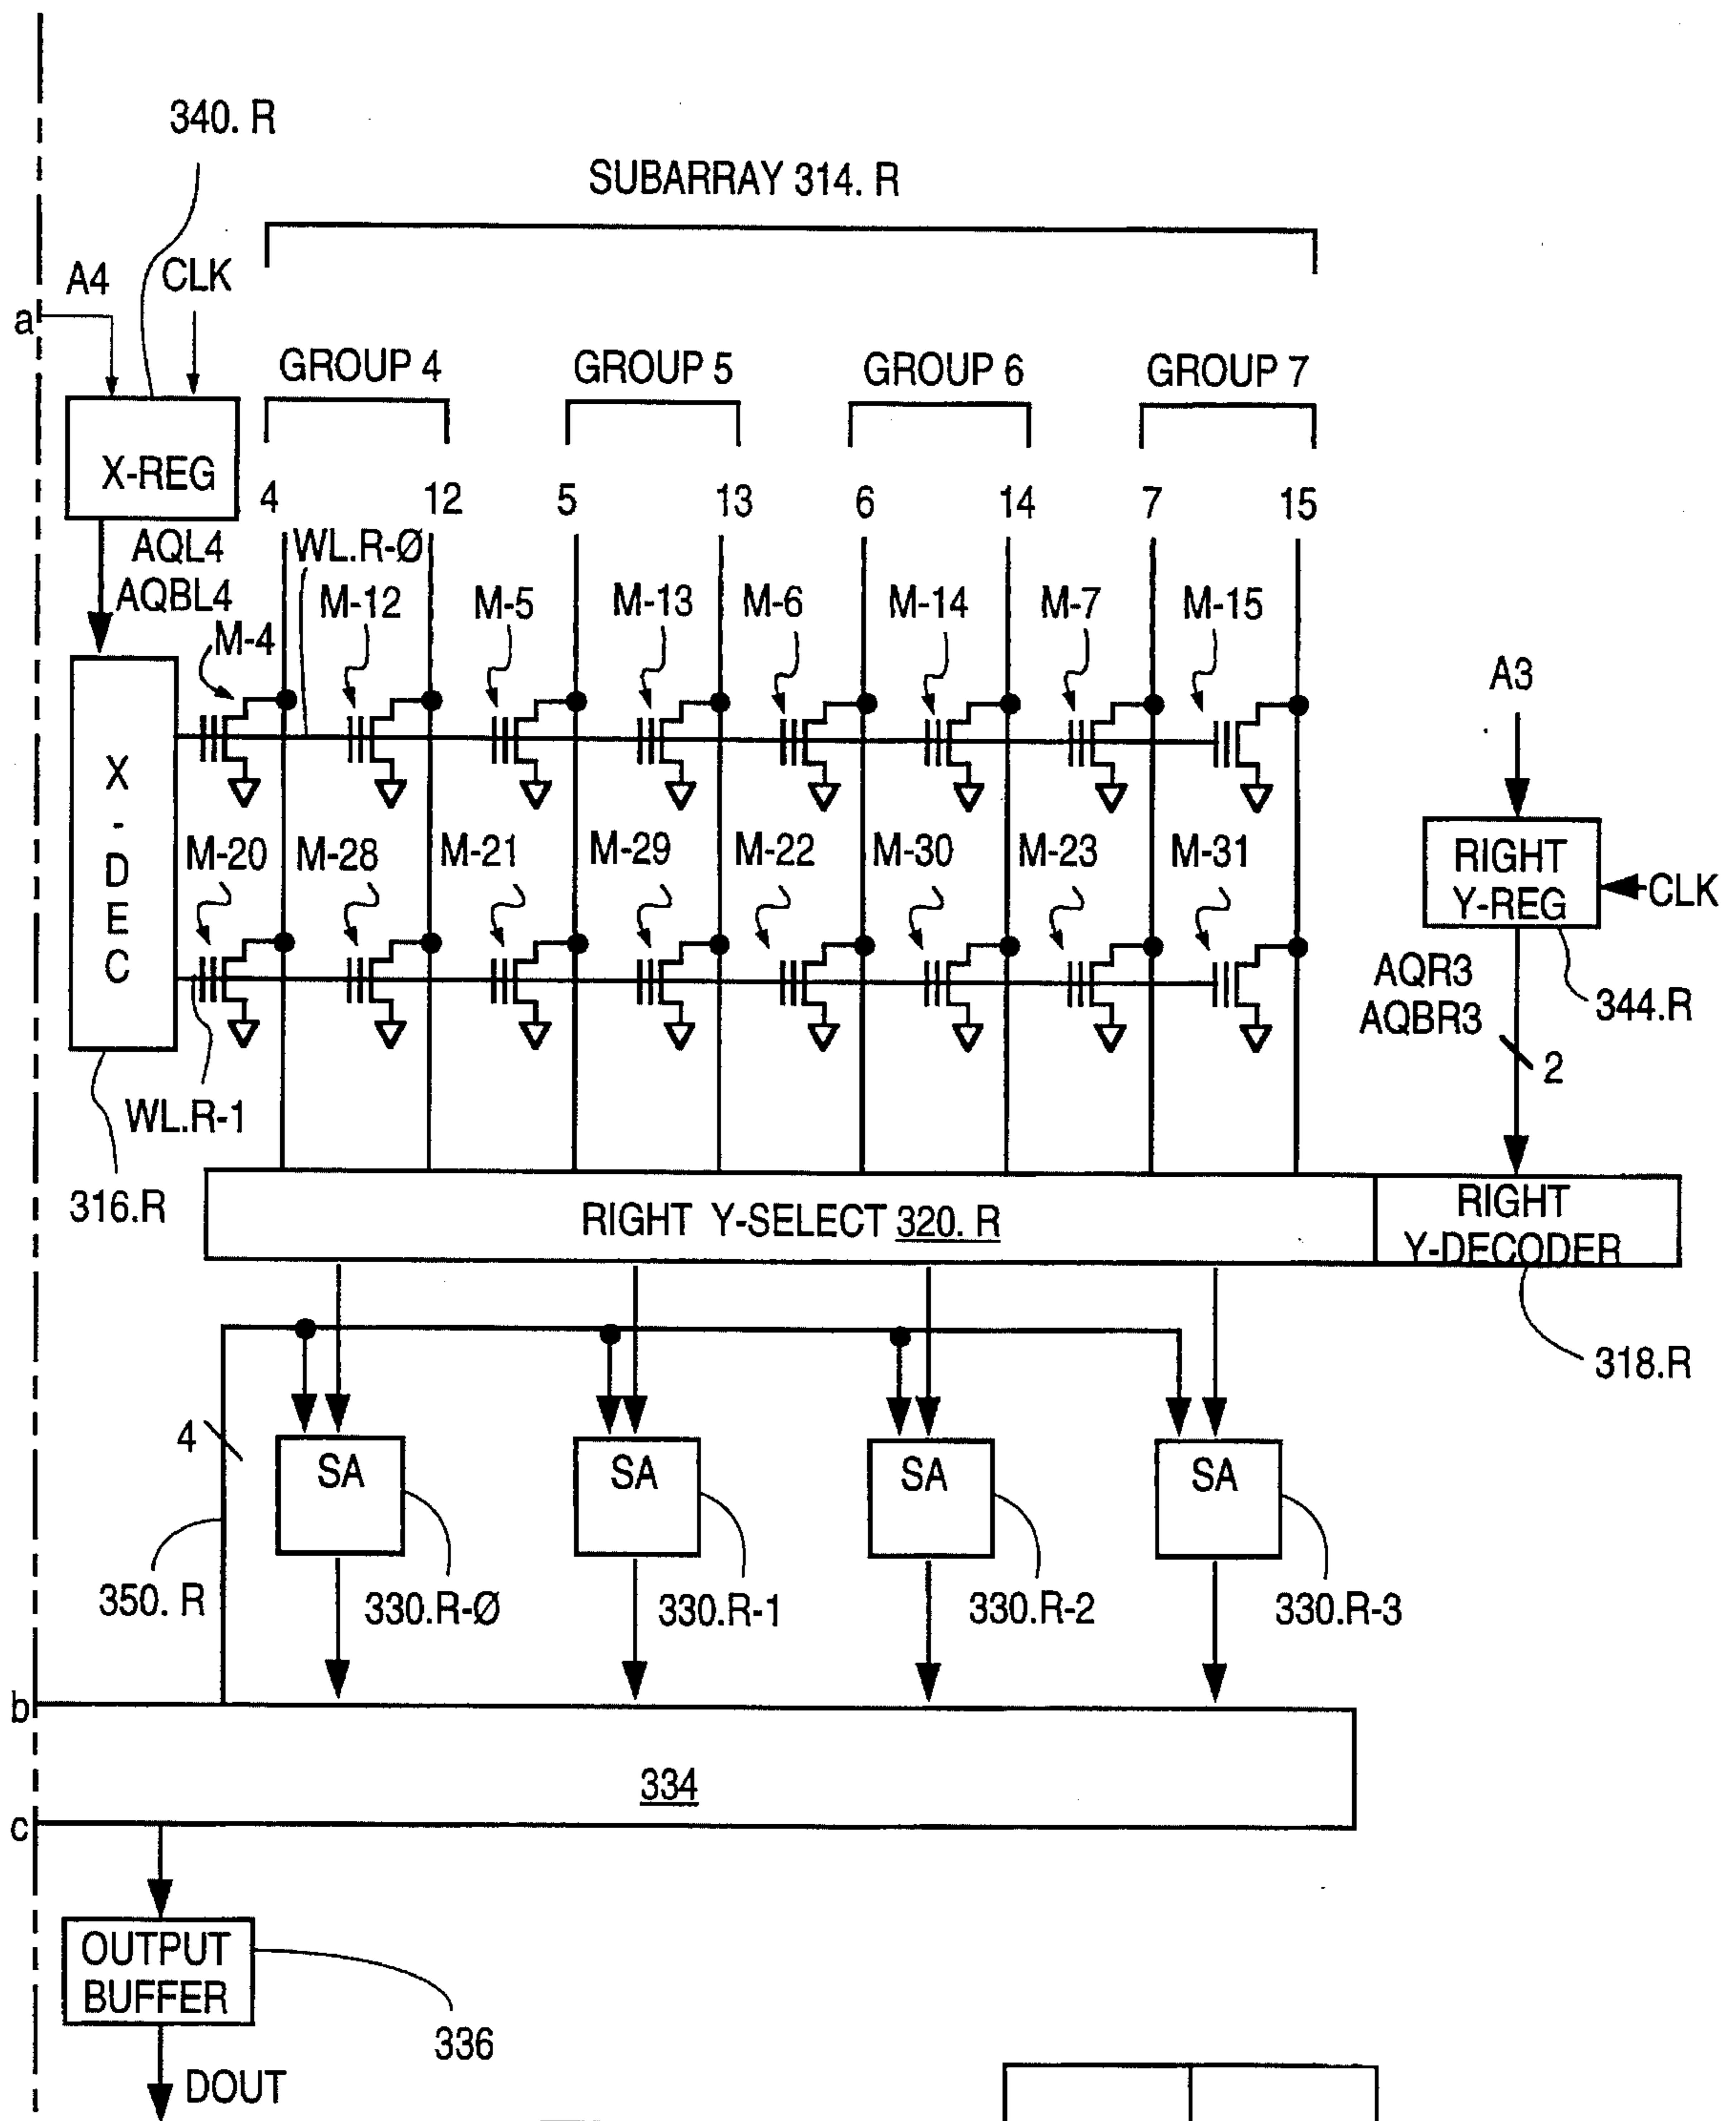 340. R
SUBARRAY 314. R
A4 CLK
a
GROUP 4 GROUP 5 GROUP 6 GROUP 7
X-REG
4 12 5 13 6 14 7 15
AQL4
AQBL4
WL.R-Ø
M-4 M-12 M-5 M-13 M-6 M-14 M-7 M-15
A3
X
-
D
E
C
M-20 M-28 M-21 M-29 M-22 M-30 M-23 M-31
RIGHT
Y-REG
CLK
AQR3
AQBR3
344.R
2
WL.R-1
316.R
RIGHT Y-SELECT 320. R
RIGHT
Y-DECODER
318.R
4
SA SA SA SA
350. R
330.R-Ø 330.R-1 330.R-2 330.R-3
b
334
c
OUTPUT
BUFFER
336
DOUT